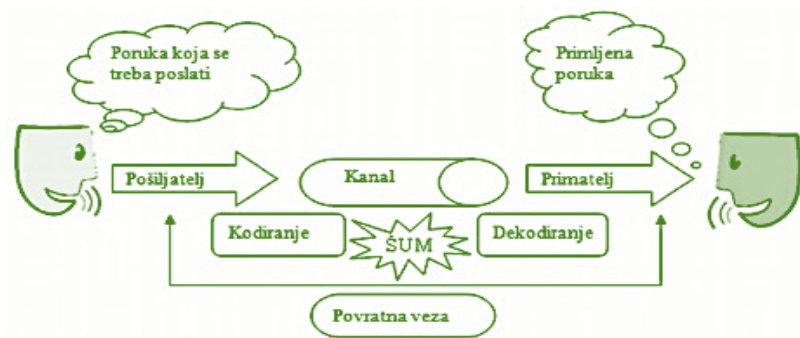 Poruka koja se
treba poslati
Primljena
poruka
Pošiljatelj
Kanal
Primatelj
Kodiranje
ŠUM
Dekodiranje
Povratna veza